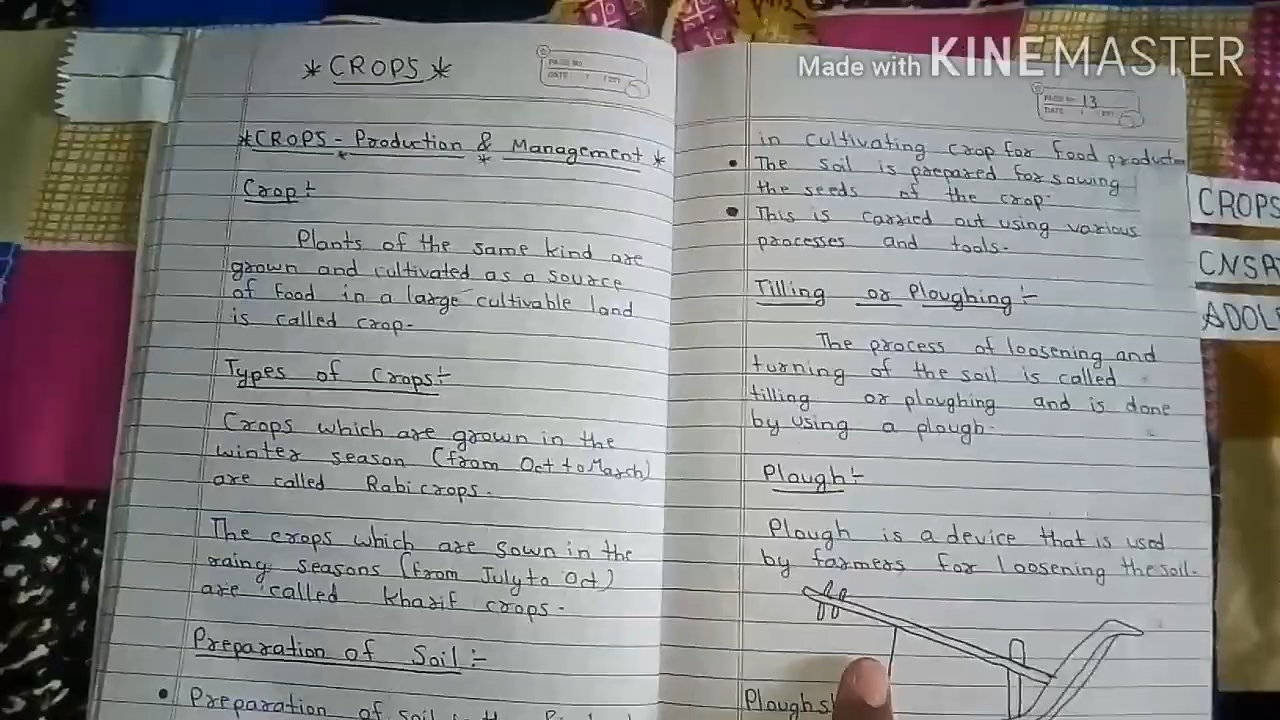 * CROPS *
PAGE NO.
DATE
*CROPS - Production & Management *
Crop:-
Plants of the same kind are
grown and cultivated as a source
of food in a large cultivable land
is called crop.
Types of Crops:-
Crops which are grown in the
winter season (from Oct to March)
are called Rabi crops.
The crops which are sown in the
rainy seasons (from July to Oct)
are called kharif crops.
Preparation of Soil:-
• Preparation of soil is the
Made with KINEMASTER
PAGE No. 13
DATE
in cultivating crop for food product
• The soil is prepared for sowing
the seeds of the crop.
• This is carried out using various
processes and tools.
Tilling or Ploughing:-
The process of loosening and
turning of the soil is called
tilling or ploughing and is done
by using a plough.
Plough:-
Plough is a device that is used
by farmers for loosening the soil.
Ploughs
CROPS
CNSA
ADOL